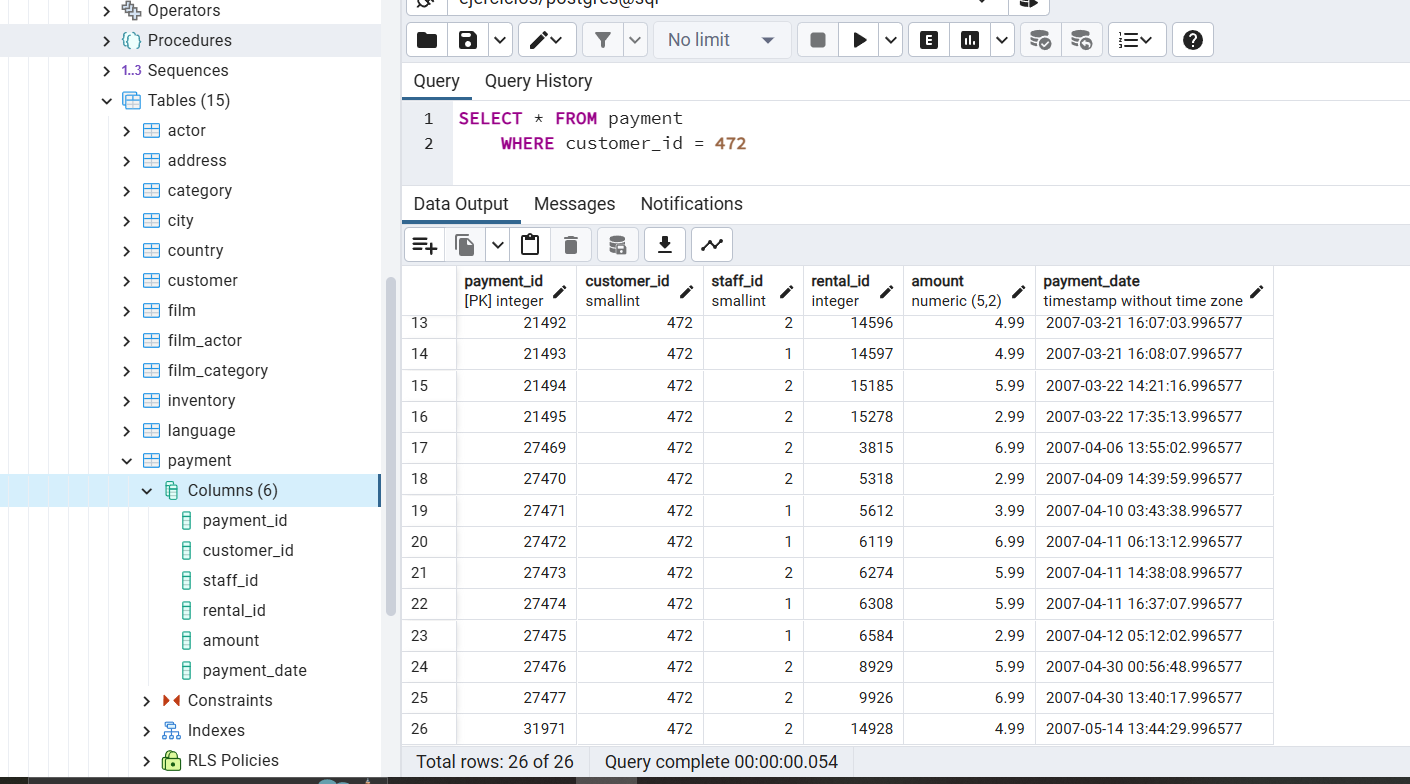 Operators
Procedures
1..3 Sequences
Tables (15)
actor
address
category
city
country
customer
film
film_actor
film_category
inventory
language
payment
Columns (6)
payment_id
customer_id
staff_id
rental_id
amount
payment_date
Constraints
Indexes
RLS Policies
ejercicios/postgres@sql
No limit
E
Query Query History
1 SELECT * FROM payment
2 WHERE customer_id = 472
Data Output Messages Notifications
payment_id customer_id staff_id rental_id amount payment_date
[PK] integer smallint smallint integer numeric (5,2) timestamp without time zone
13 21492 472 2 14596 4.99 2007-03-21 16:07:03.996577
14 21493 472 1 14597 4.99 2007-03-21 16:08:07.996577
15 21494 472 2 15185 5.99 2007-03-22 14:21:16.996577
16 21495 472 2 15278 2.99 2007-03-22 17:35:13.996577
17 27469 472 2 3815 6.99 2007-04-06 13:55:02.996577
18 27470 472 2 5318 2.99 2007-04-09 14:39:59.996577
19 27471 472 1 5612 3.99 2007-04-10 03:43:38.996577
20 27472 472 1 6119 6.99 2007-04-11 06:13:12.996577
21 27473 472 2 6274 5.99 2007-04-11 14:38:08.996577
22 27474 472 1 6308 5.99 2007-04-11 16:37:07.996577
23 27475 472 1 6584 2.99 2007-04-12 05:12:02.996577
24 27476 472 2 8929 5.99 2007-04-30 00:56:48.996577
25 27477 472 2 9926 6.99 2007-04-30 13:40:17.996577
26 31971 472 2 14928 4.99 2007-05-14 13:44:29.996577
Total rows: 26 of 26 Query complete 00:00:00.054